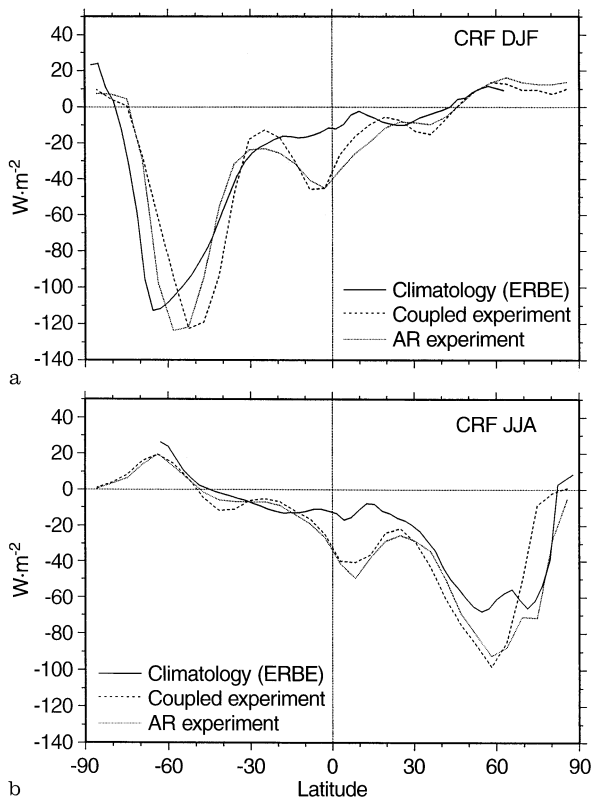 CRF DJF
40
20
0
-20
-40
-60
-80
-100
-120
-140
W·m-2
Climatology (ERBE)
Coupled experiment
AR experiment
a
CRF JJA
40
20
0
-20
-40
-60
-80
-100
-120
-140
W·m-2
Climatology (ERBE)
Coupled experiment
AR experiment
-90 -60 -30 0 30 60 90
Latitude
b